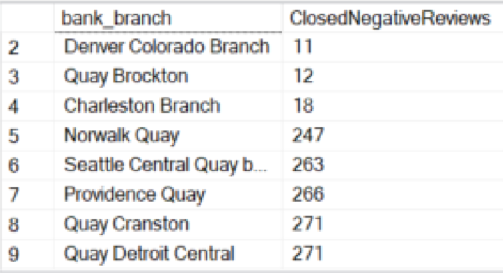 bank_branch ClosedNegativeReviews
2 Denver Colorado Branch 11
3 Quay Brockton 12
4 Charleston Branch 18
5 Norwalk Quay 247
6 Seattle Central Quay b... 263
7 Providence Quay 266
8 Quay Cranston 271
9 Quay Detroit Central 271